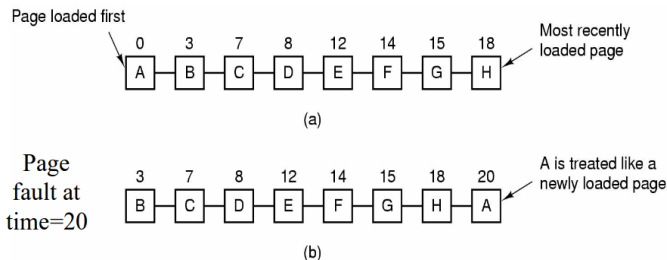 Page loaded first
Most recently
loaded page
0 3 7 8 12 14 15 18
A B C D E F G H
(a)
Page
fault at
time=20
A is treated like a
newly loaded page
3 7 8 12 14 15 18 20
B C D E F G H A
(b)